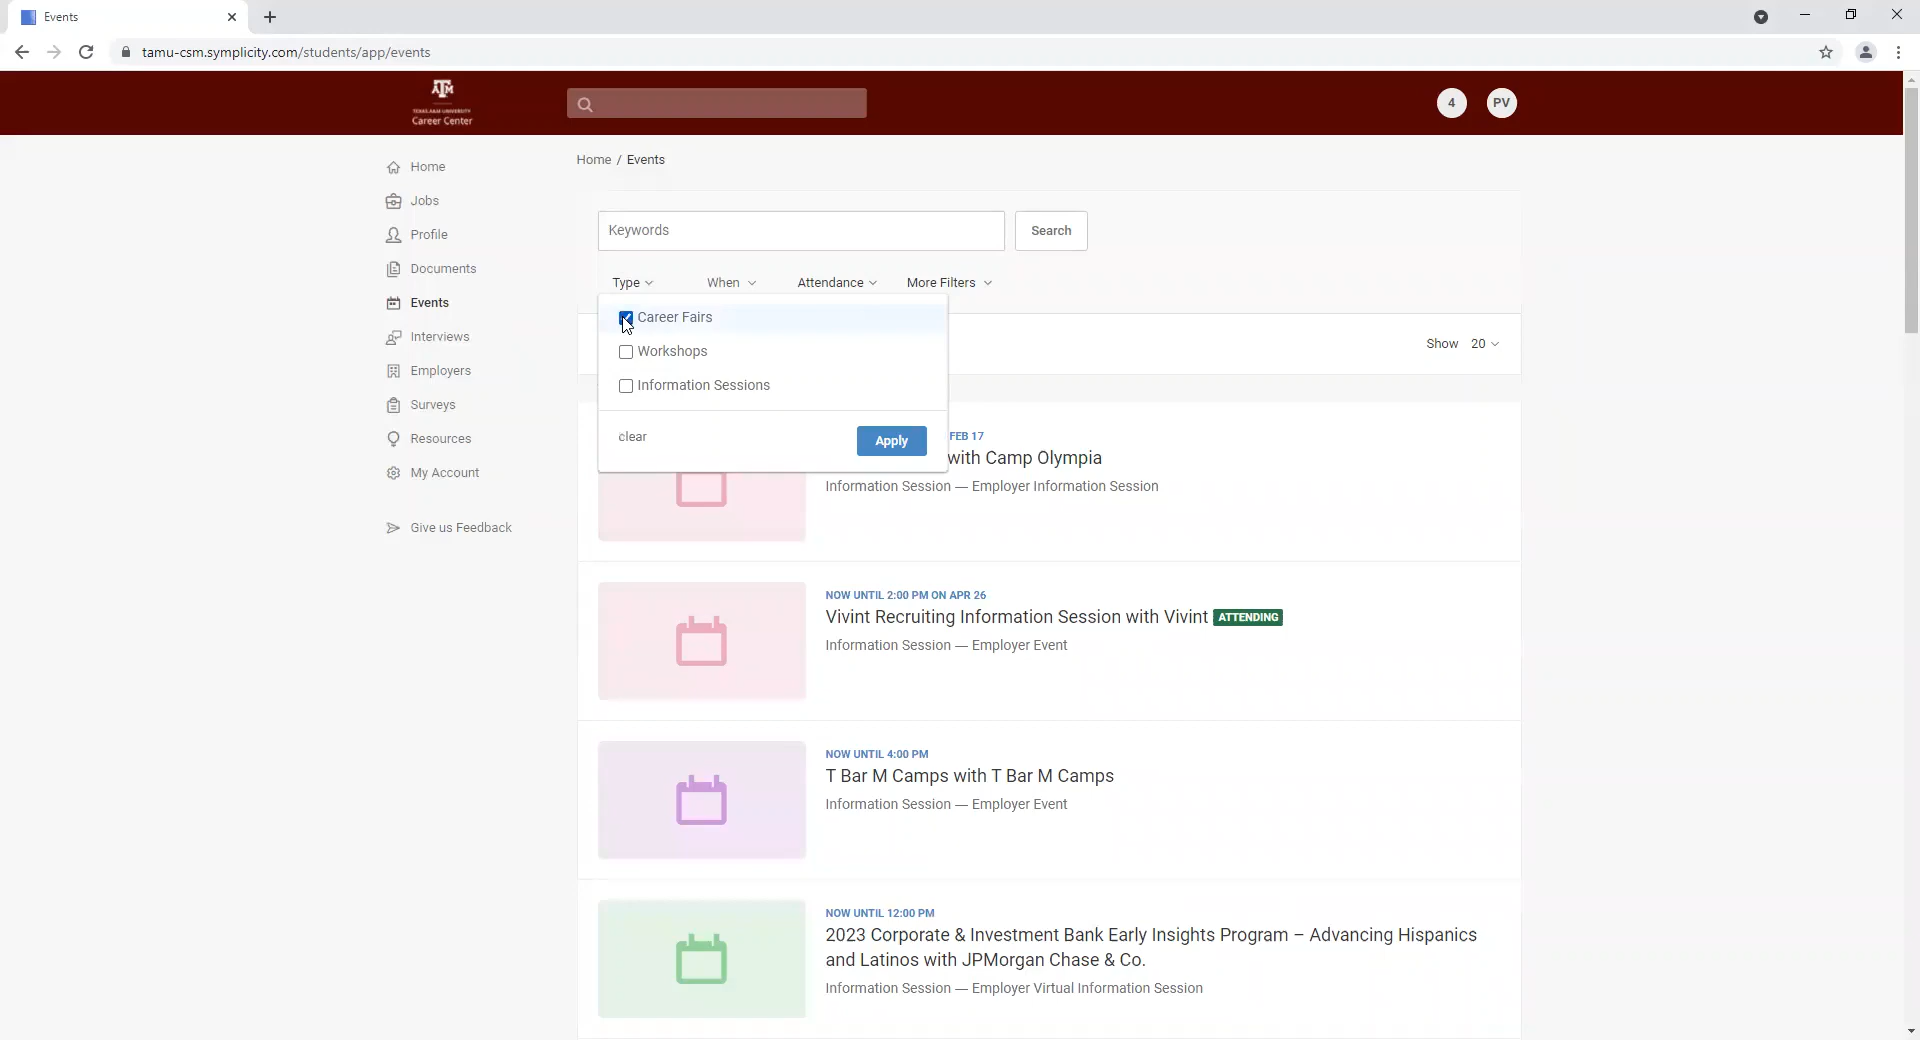 Events
tamu-csm.symplicity.com/students/app/events
ATM
TEXAS A&M UNIVERSITY
Career Center
4
PV
Home
Jobs
Profile
Documents
Events
Interviews
Employers
Surveys
Resources
My Account
Give us Feedback
Home / Events
Keywords
Search
Type
When
Attendance
More Filters
Career Fairs
Workshops
Information Sessions
clear
Apply
Show 20
FEB 17
with Camp Olympia
Information Session — Employer Information Session
NOW UNTIL 2:00 PM ON APR 26
Vivint Recruiting Information Session with Vivint ATTENDING
Information Session — Employer Event
NOW UNTIL 4:00 PM
T Bar M Camps with T Bar M Camps
Information Session — Employer Event
NOW UNTIL 12:00 PM
2023 Corporate & Investment Bank Early Insights Program – Advancing Hispanics
and Latinos with JPMorgan Chase & Co.
Information Session — Employer Virtual Information Session